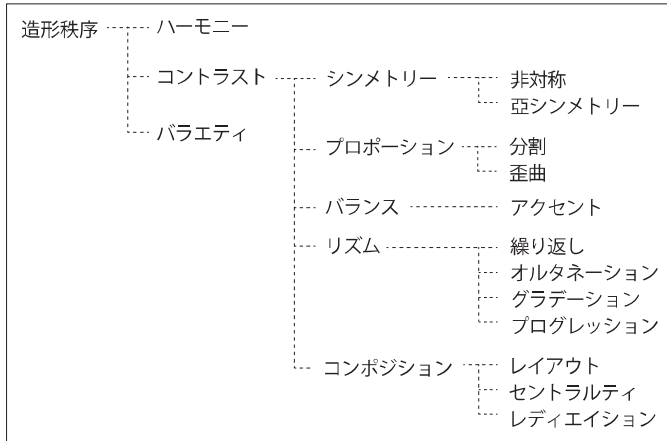 造形秩序 ハーモニー
コントラスト シンメトリー 非対称
亞シンメトリー
バラエティ
プロポーション 分割
歪曲
バランス アクセント
リズム 繰り返し
オルタネーション
グラデーション
プログレッション
コンポジション レイアウト
セントラルティ
レディエイション